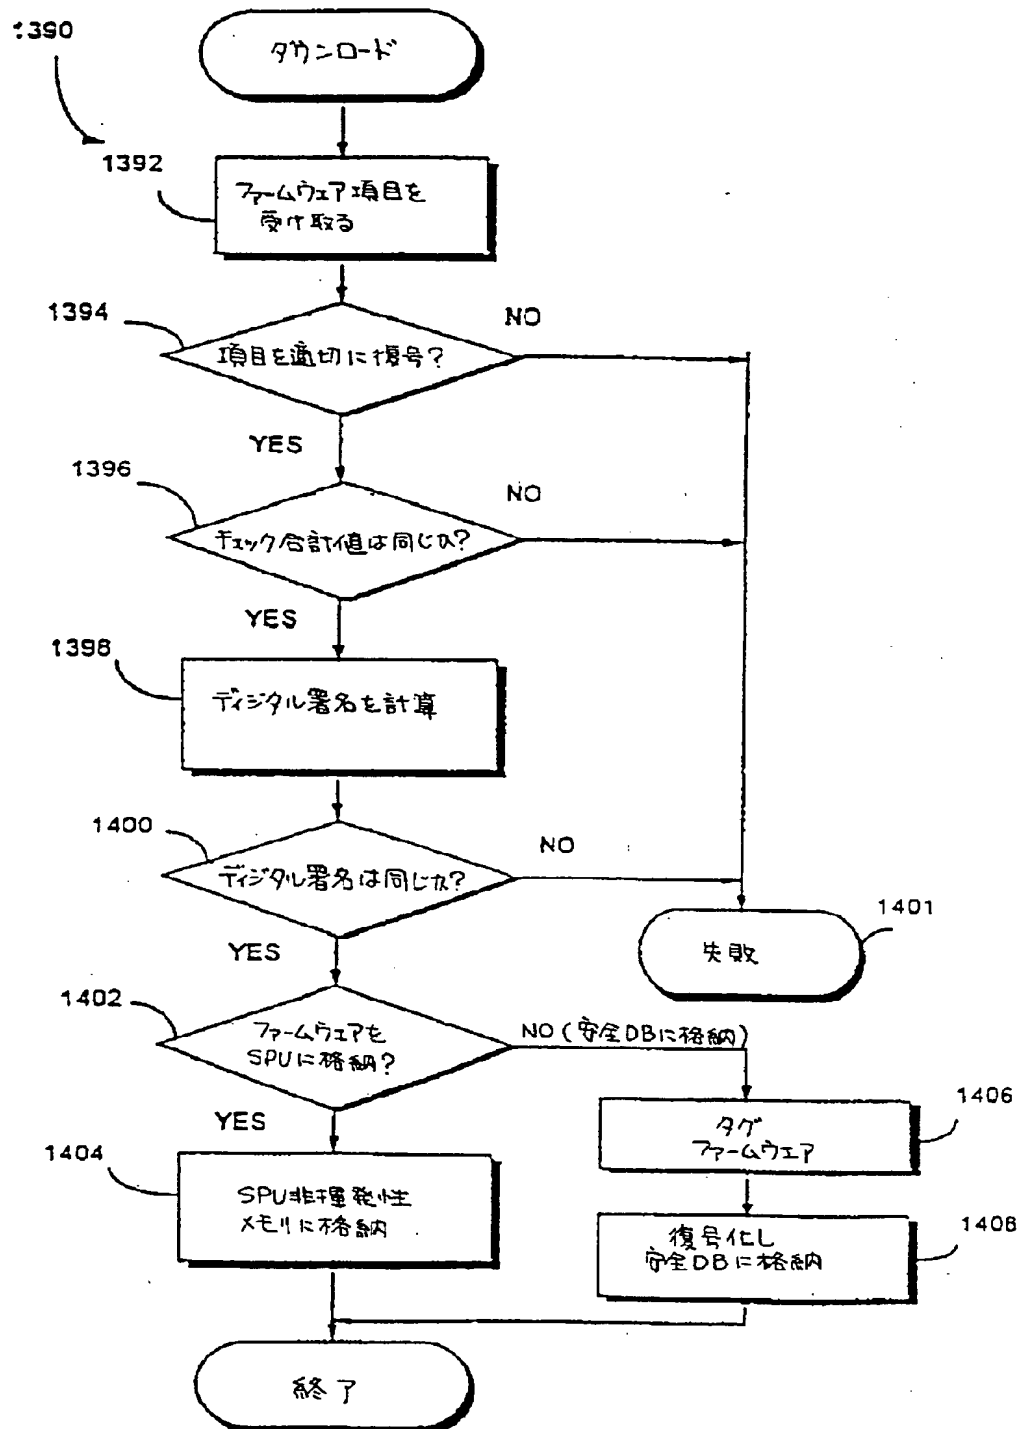 1390
ダウンロード
1392
ファームウェア項目を
受け取る
1394
項目を適切に復号?
NO
YES
1396
チェック合計値は同じか?
NO
YES
1398
ディジタル署名を計算
1400
ディジタル署名は同じか?
NO
YES
1401
失敗
1402
ファームウェアを
SPUに格納?
NO(安全DBに格納)
YES
1404
SPU非揮発性
メモリに格納
1406
タグ
ファームウェア
1408
復号化し
安全DBに格納
終了